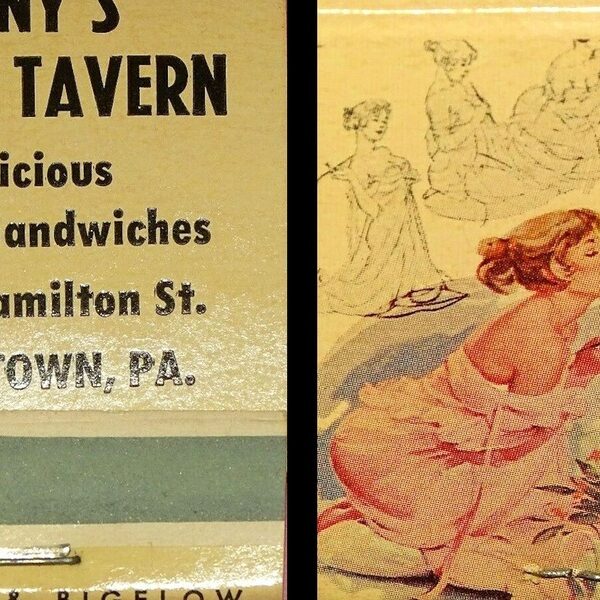 NY'S
TAVERN
icious
andwiches
amilton St.
TOWN, PA.
& BIGELOW